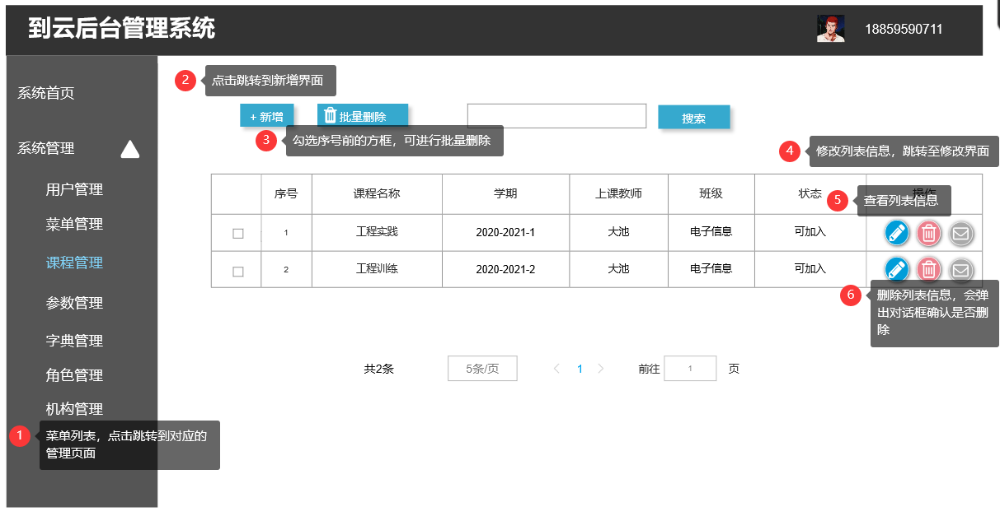 到云后台管理系统
18859590711
系统首页
2
点击跳转到新增界面
+ 新增
批量删除
搜索
3
勾选序号前的方框，可进行批量删除
4
修改列表信息，跳转至修改界面
系统管理
用户管理
菜单管理
课程管理
参数管理
字典管理
角色管理
机构管理
序号
课程名称
学期
上课教师
班级
状态
操作
5
查看列表信息
1
工程实践
2020-2021-1
大池
电子信息
可加入
2
工程训练
2020-2021-2
大池
电子信息
可加入
6
删除列表信息，会弹
出对话框确认是否删
除
共2条
5条/页
1
前往
1
页
1
菜单列表，点击跳转到对应的
管理页面